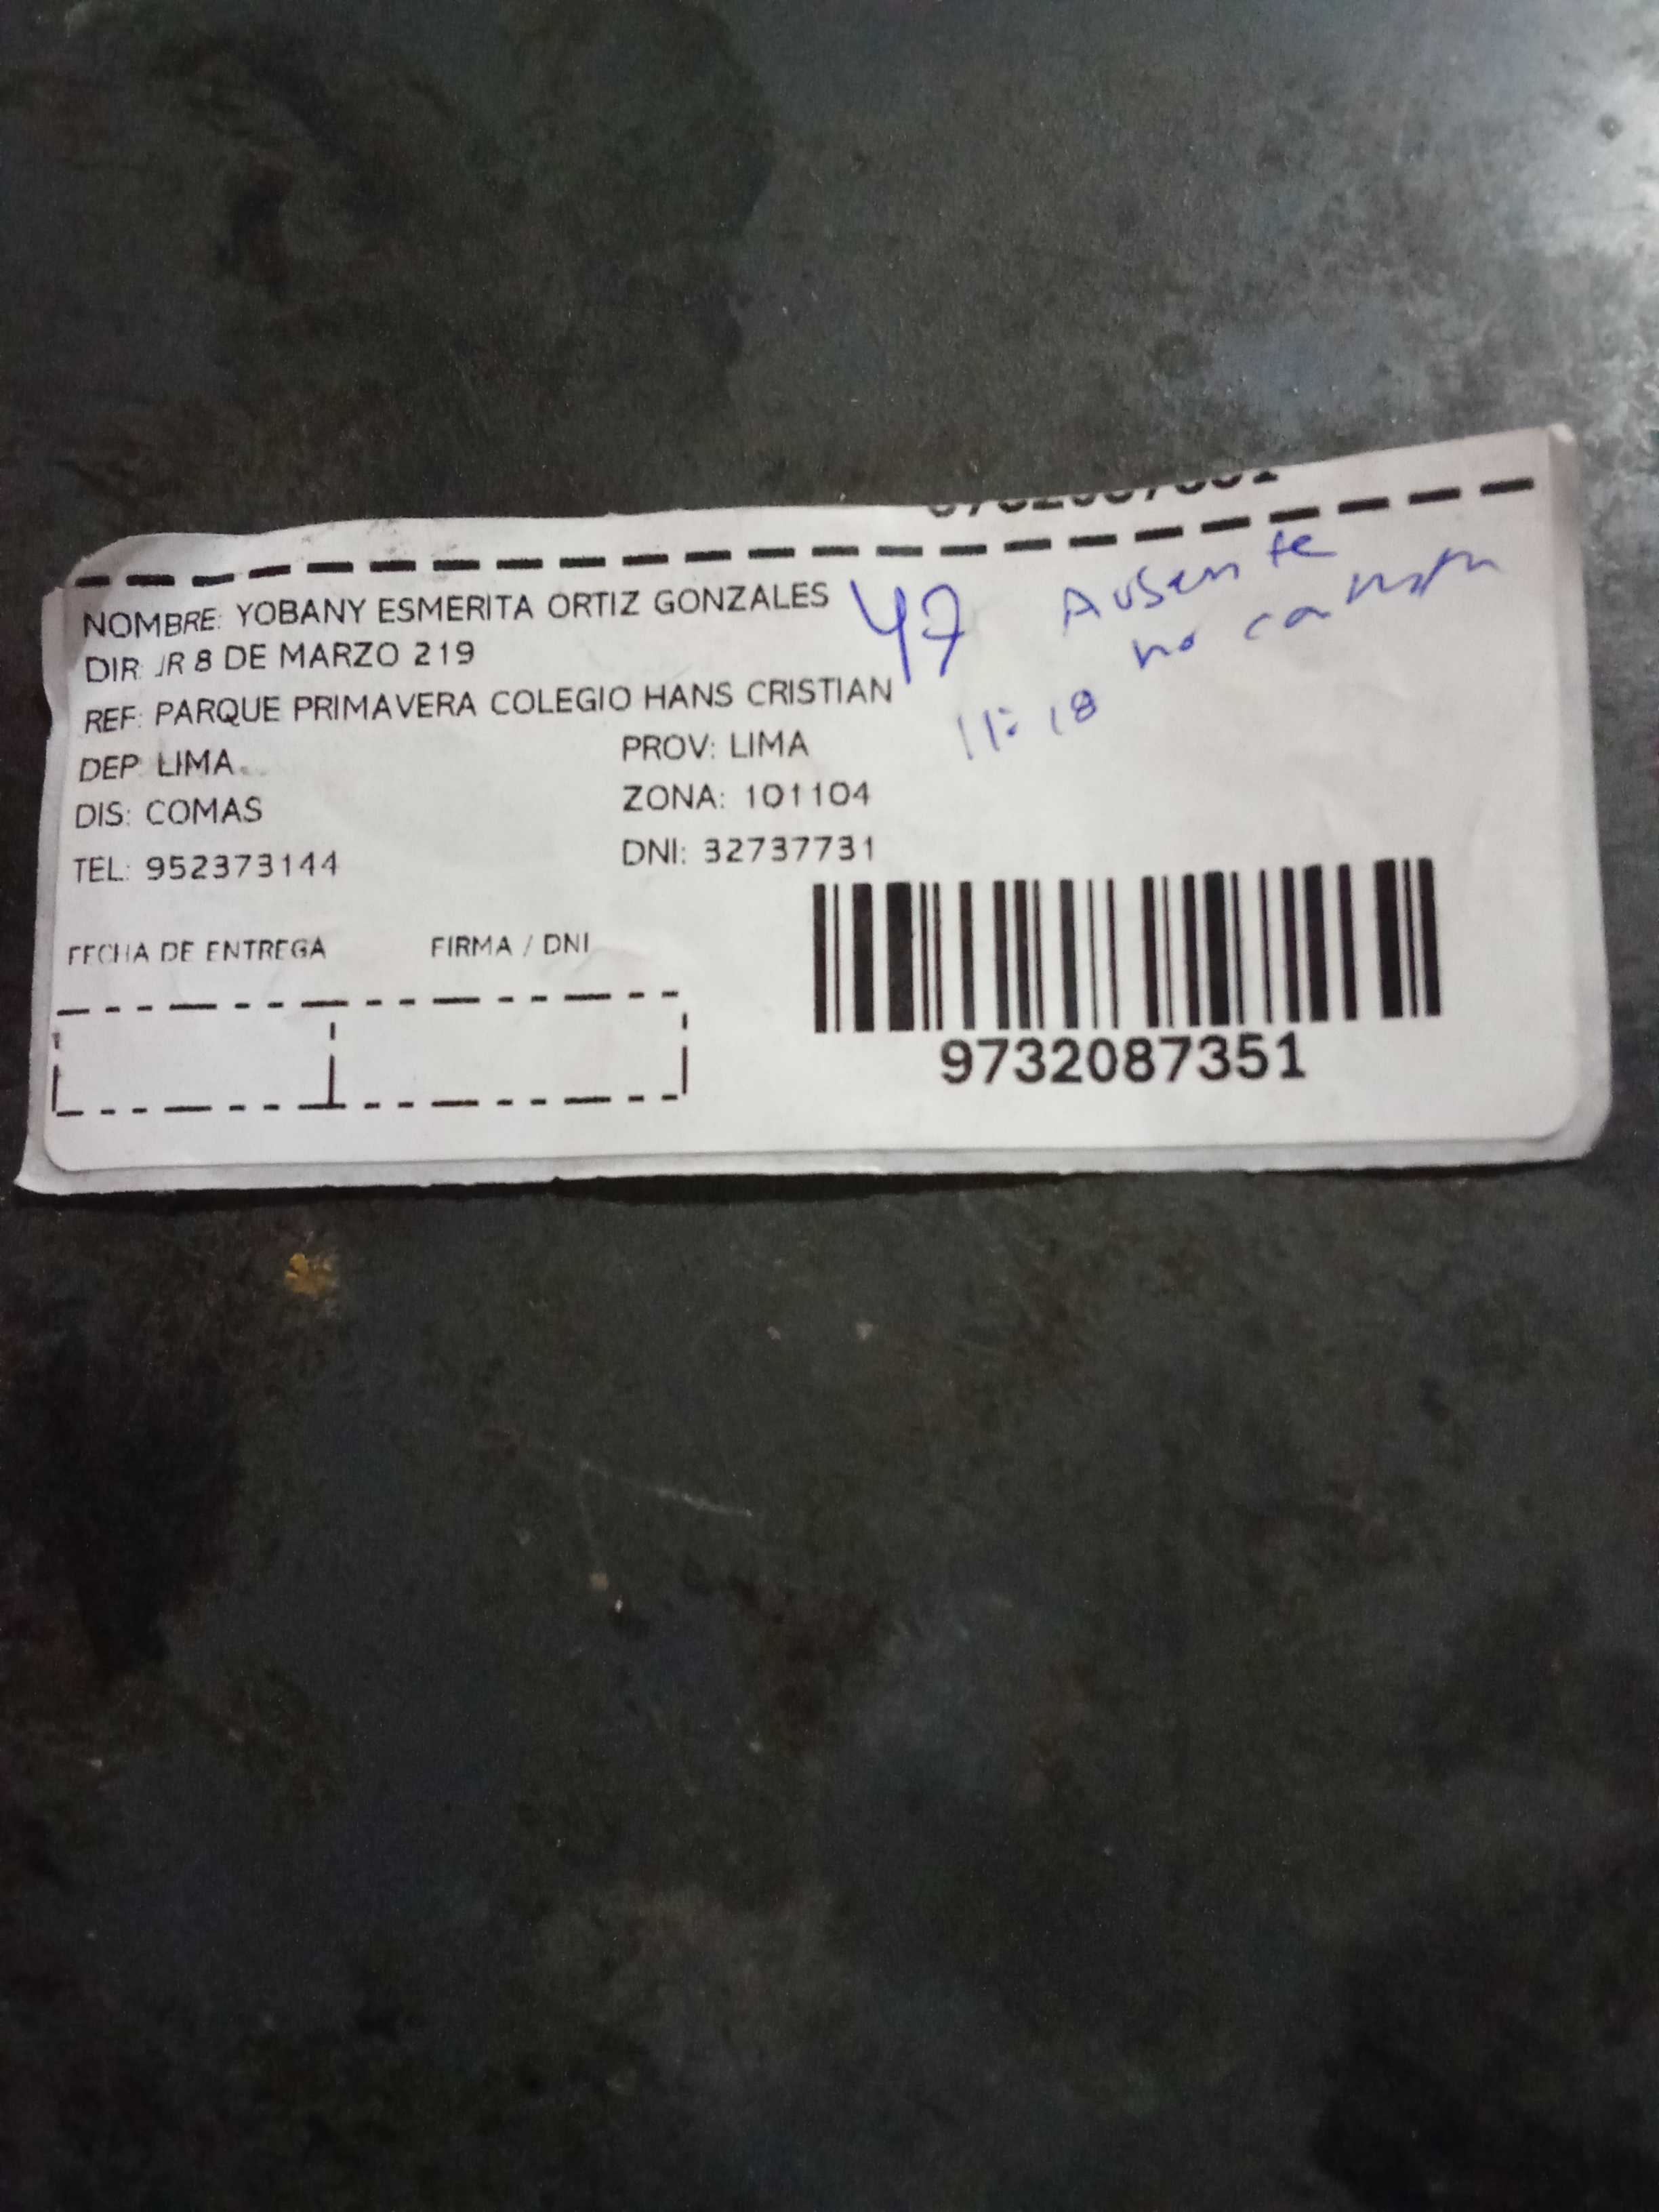 NOMBRE: YOBANY ESMERITA ORTIZ GONZALES
47
Ausente
DIR: JR 8 DE MARZO 219
no
REF: PARQUE PRIMAVERA COLEGIO HANS CRISTIAN
11:18
DEP: LIMA
PROV: LIMA
DIS: COMAS
ZONA: 101104
TEL: 952373144
DNI: 32737731
FECHA DE ENTREGA
FIRMA / DNI
9732087351